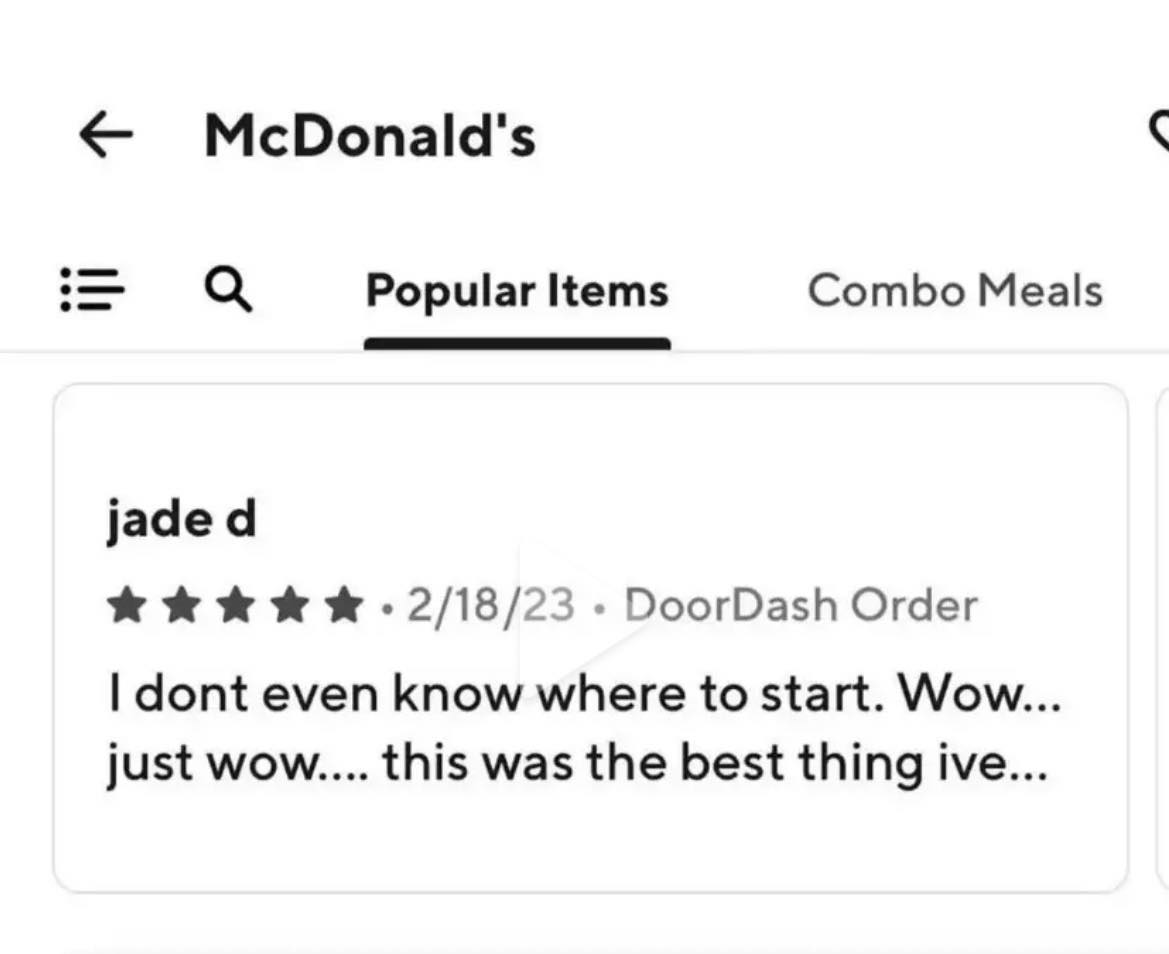 McDonald's
Popular Items Combo Meals
jade d
★★★★★ • 2/18/23 • DoorDash Order
I dont even know where to start. Wow...
just wow.... this was the best thing ive...